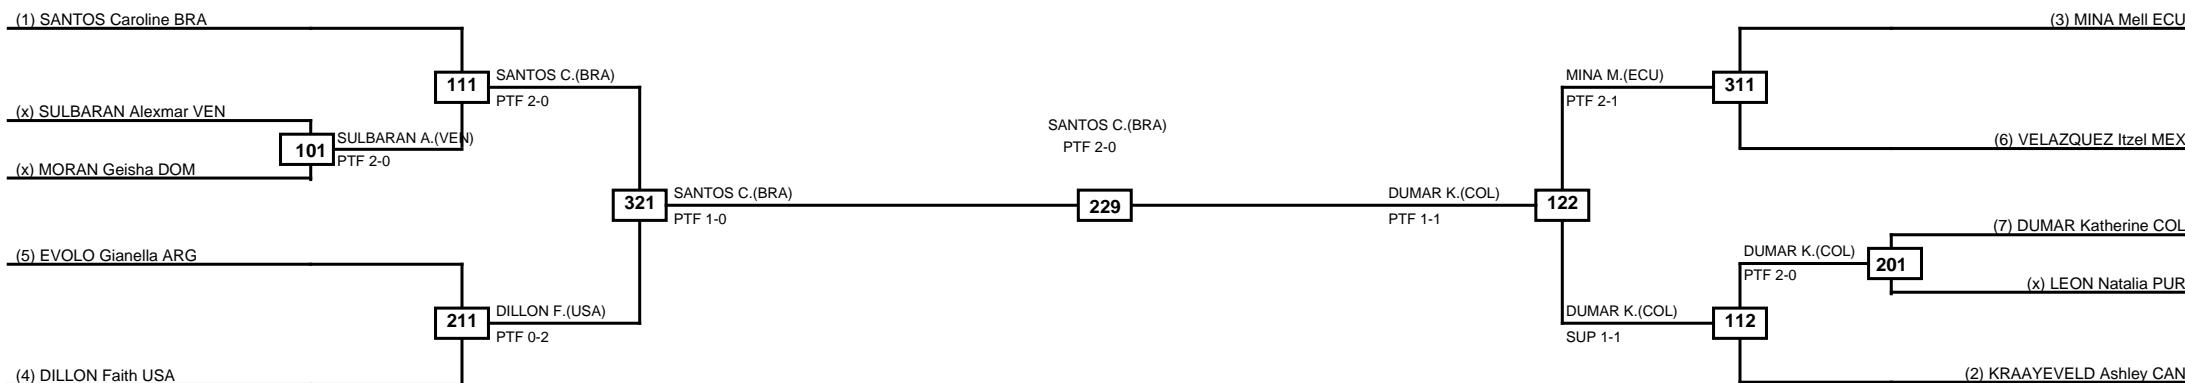 (1) SANTOS Caroline BRA
(3) MINA Mell ECU
111
SANTOS C.(BRA)
PTF 2-0
MINA M.(ECU)
PTF 2-1
311
(x) SULBARAN Alexmar VEN
101
SULBARAN A.(VEN)
PTF 2-0
(x) MORAN Geisha DOM
SANTOS C.(BRA)
PTF 2-0
(6) VELAZQUEZ Itzel MEX
321
SANTOS C.(BRA)
PTF 1-0
229
DUMAR K.(COL)
PTF 1-1
122
(5) EVOLO Gianella ARG
(7) DUMAR Katherine COL
DUMAR K.(COL)
PTF 2-0
201
(x) LEON Natalia PUR
211
DILLON F.(USA)
PTF 0-2
DUMAR K.(COL)
SUP 1-1
112
(4) DILLON Faith USA
(2) KRAAYEVELD Ashley CAN